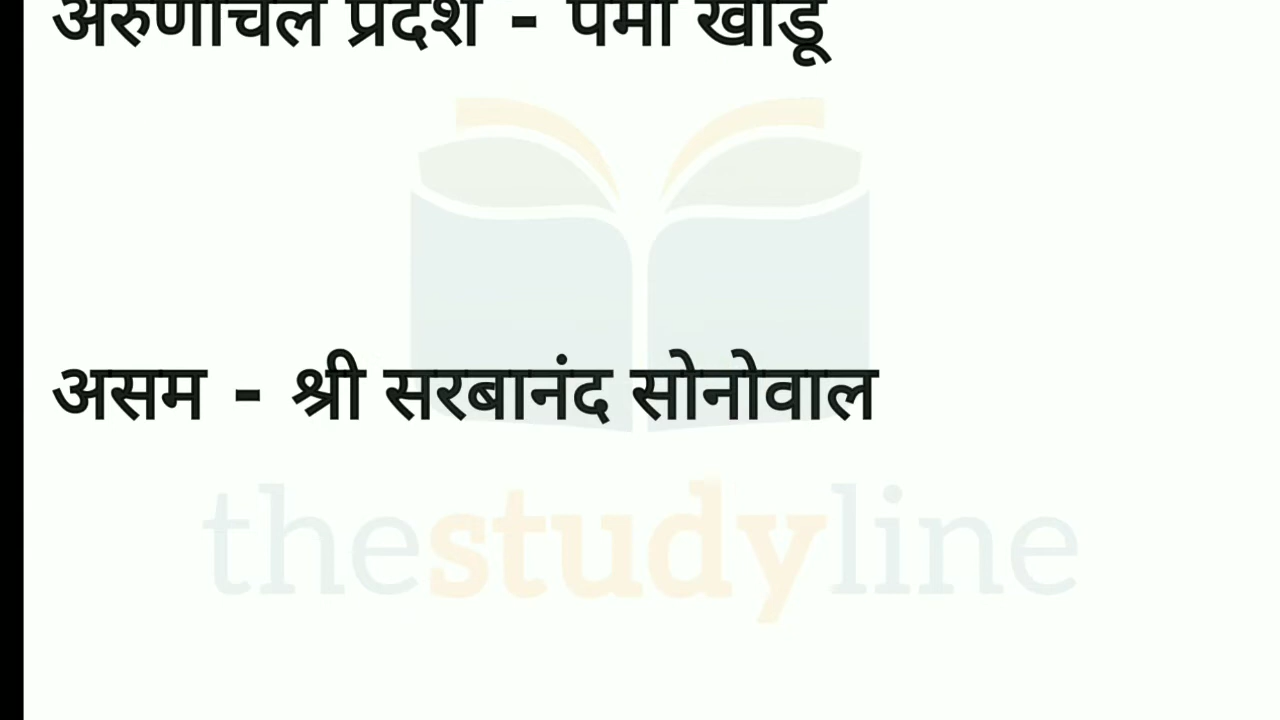 अरुणाचल प्रदेश - पेमा खांडू
असम - श्री सरबानंद सोनोवाल
thestudyline